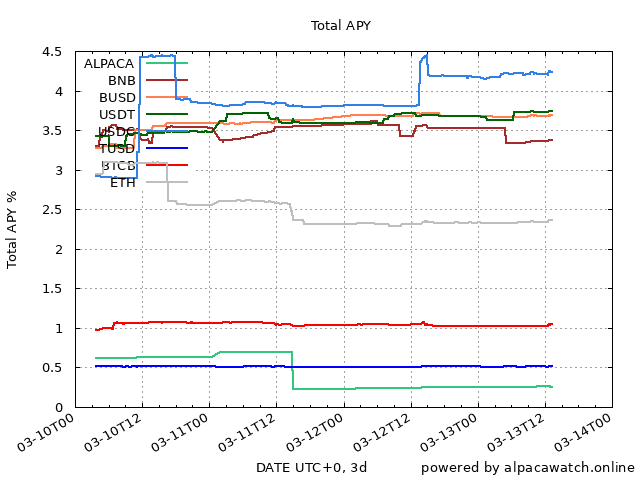 Total APY
4.5
4
3.5
3
2.5
2
1.5
1
0.5
0
Total APY %
ALPACA
BNB
BUSD
USDT
USDC
TUSD
BTCB
ETH
03-10T00
03-10T12
03-11T00
03-11T12
03-12T00
03-12T12
03-13T00
03-13T12
03-14T00
DATE UTC+0, 3d
powered by alpacawatch.online